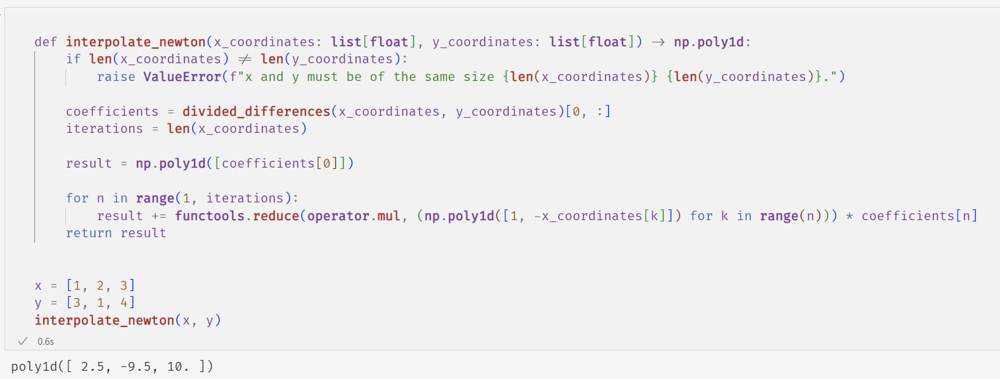 def interpolate_newton(x_coordinates: list[float], y_coordinates: list[float]) → np.poly1d:
if len(x_coordinates) ≠ len(y_coordinates):
raise ValueError(f"x and y must be of the same size {len(x_coordinates)} {len(y_coordinates)}.")
coefficients = divided_differences(x_coordinates, y_coordinates)[0, :]
iterations = len(x_coordinates)
result = np.poly1d([coefficients[0]])
for n in range(1, iterations):
result += functools.reduce(operator.mul, (np.poly1d([1, -x_coordinates[k]]) for k in range(n))) * coefficients[n]
return result
x = [1, 2, 3]
y = [3, 1, 4]
interpolate_newton(x, y)
✓ 0.6s
poly1d([ 2.5, -9.5, 10. ])